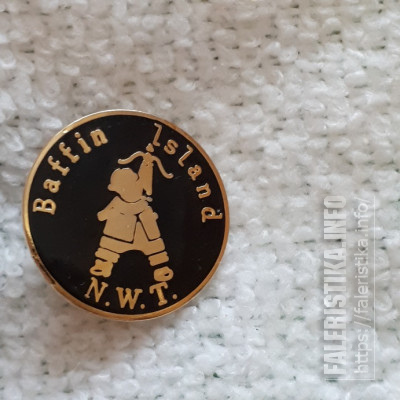 Baffin Island
N.W.T.
FALERISTIKA.INFO
https://faleristika.info